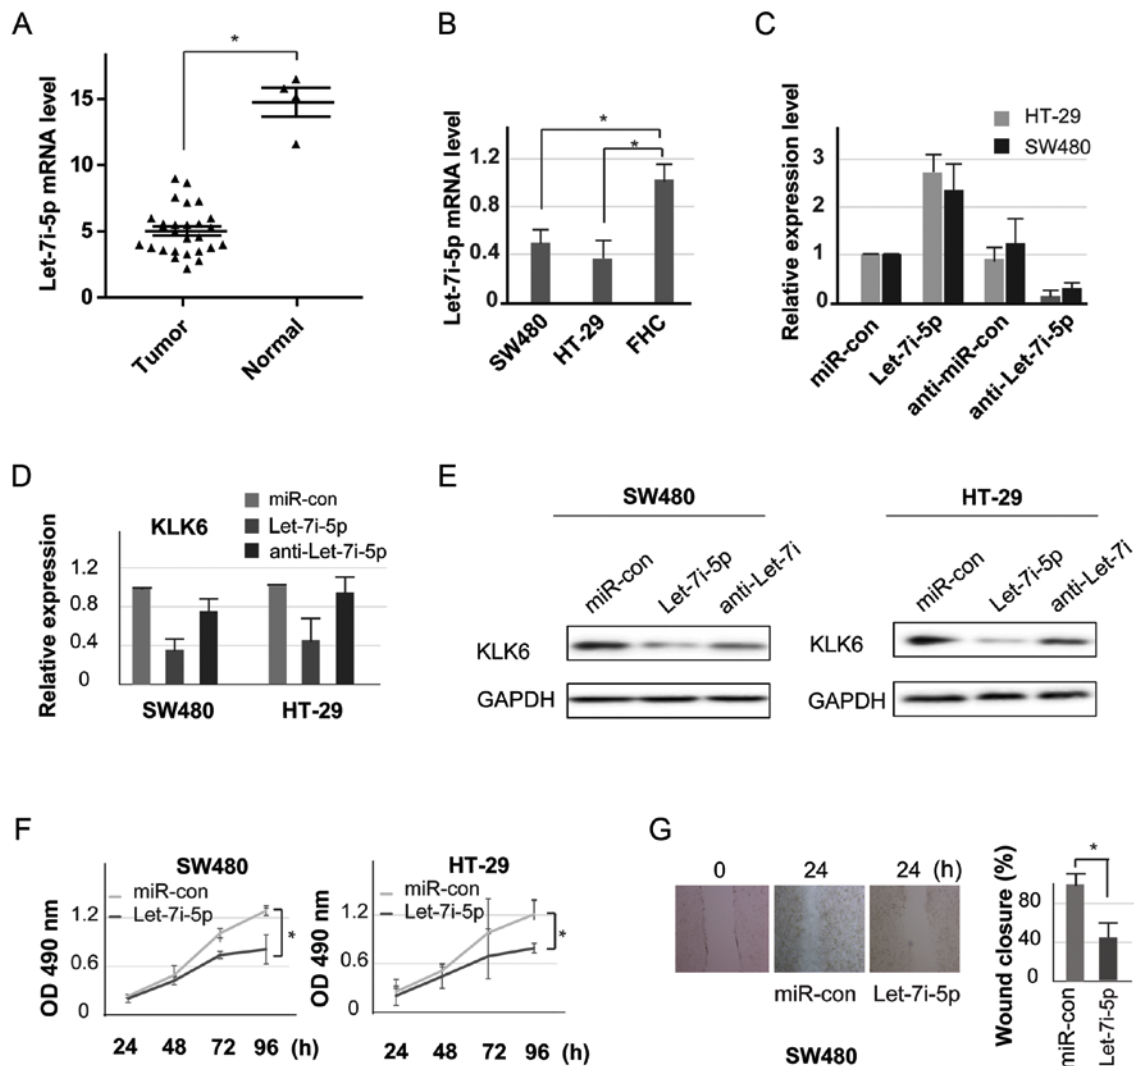 A
Let-7i-5p mRNA level
*
15
10
5
0
Tumor
Normal
B
Let-7i-5p mRNA level
*
*
1.2
0.8
0.4
0
SW480
HT-29
FHC
C
Relative expression level
HT-29
SW480
3
2
1
0
miR-con
Let-7i-5p
anti-miR-con
anti-Let-7i-5p
D
Relative expression
KLK6
miR-con
Let-7i-5p
anti-Let-7i-5p
1.2
0.8
0.4
0
SW480
HT-29
E
SW480
miR-con
Let-7i-5p
anti-Let-7i
KLK6
GAPDH
HT-29
miR-con
Let-7i-5p
anti-Let-7i
KLK6
GAPDH
F
SW480
OD 490 nm
miR-con
Let-7i-5p
1.2
0.6
0
*
24 48 72 96 (h)
HT-29
OD 490 nm
miR-con
Let-7i-5p
1.2
0.6
0
*
24 48 72 96 (h)
G
0 24 24 (h)
miR-con Let-7i-5p
SW480
Wound closure (%)
*
80
40
0
miR-con
Let-7i-5p